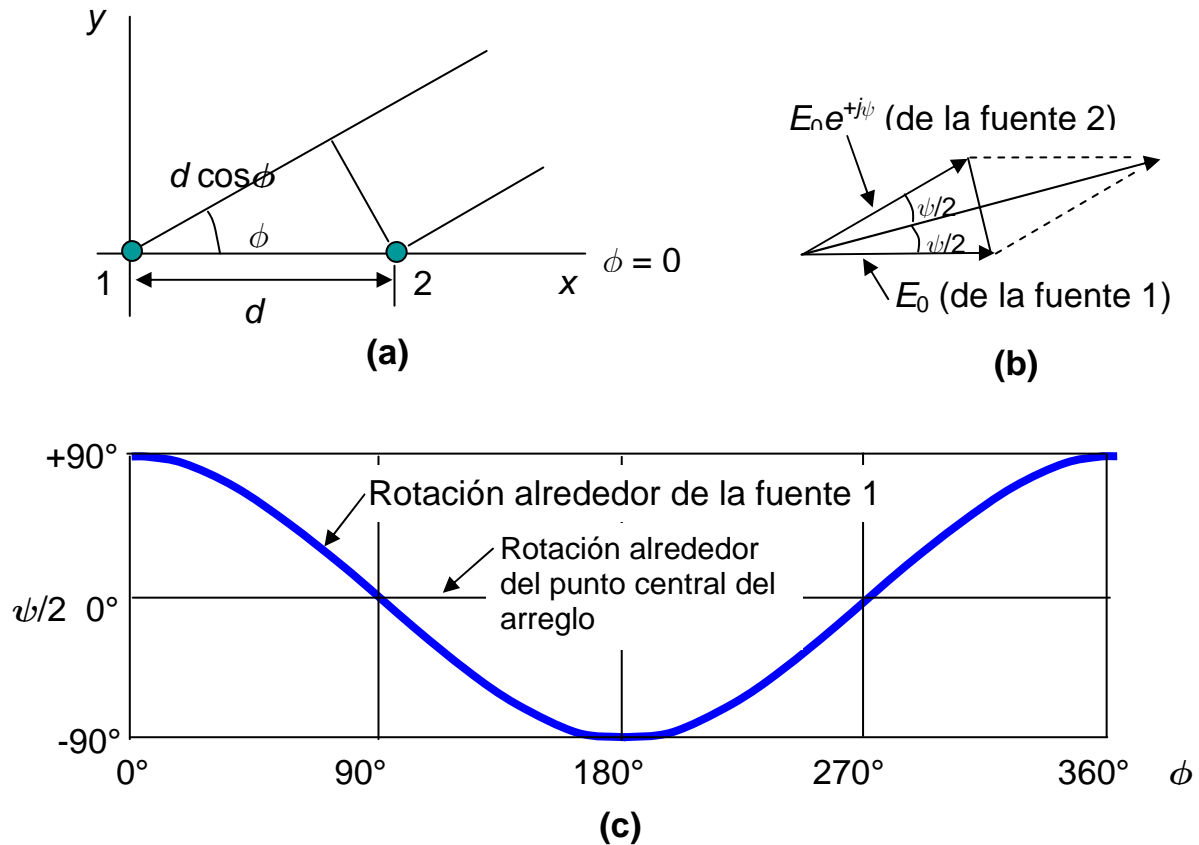 y
d cosϕ
ϕ
1
2
x
ϕ = 0
d
(a)
E₀e⁺ʲψ (de la fuente 2)
ψ/2
ψ/2
E₀ (de la fuente 1)
(b)
+90°
Rotación alrededor de la fuente 1
Rotación alrededor
del punto central del
arreglo
ψ/2 0°
-90°
0° 90° 180° 270° 360° ϕ
(c)